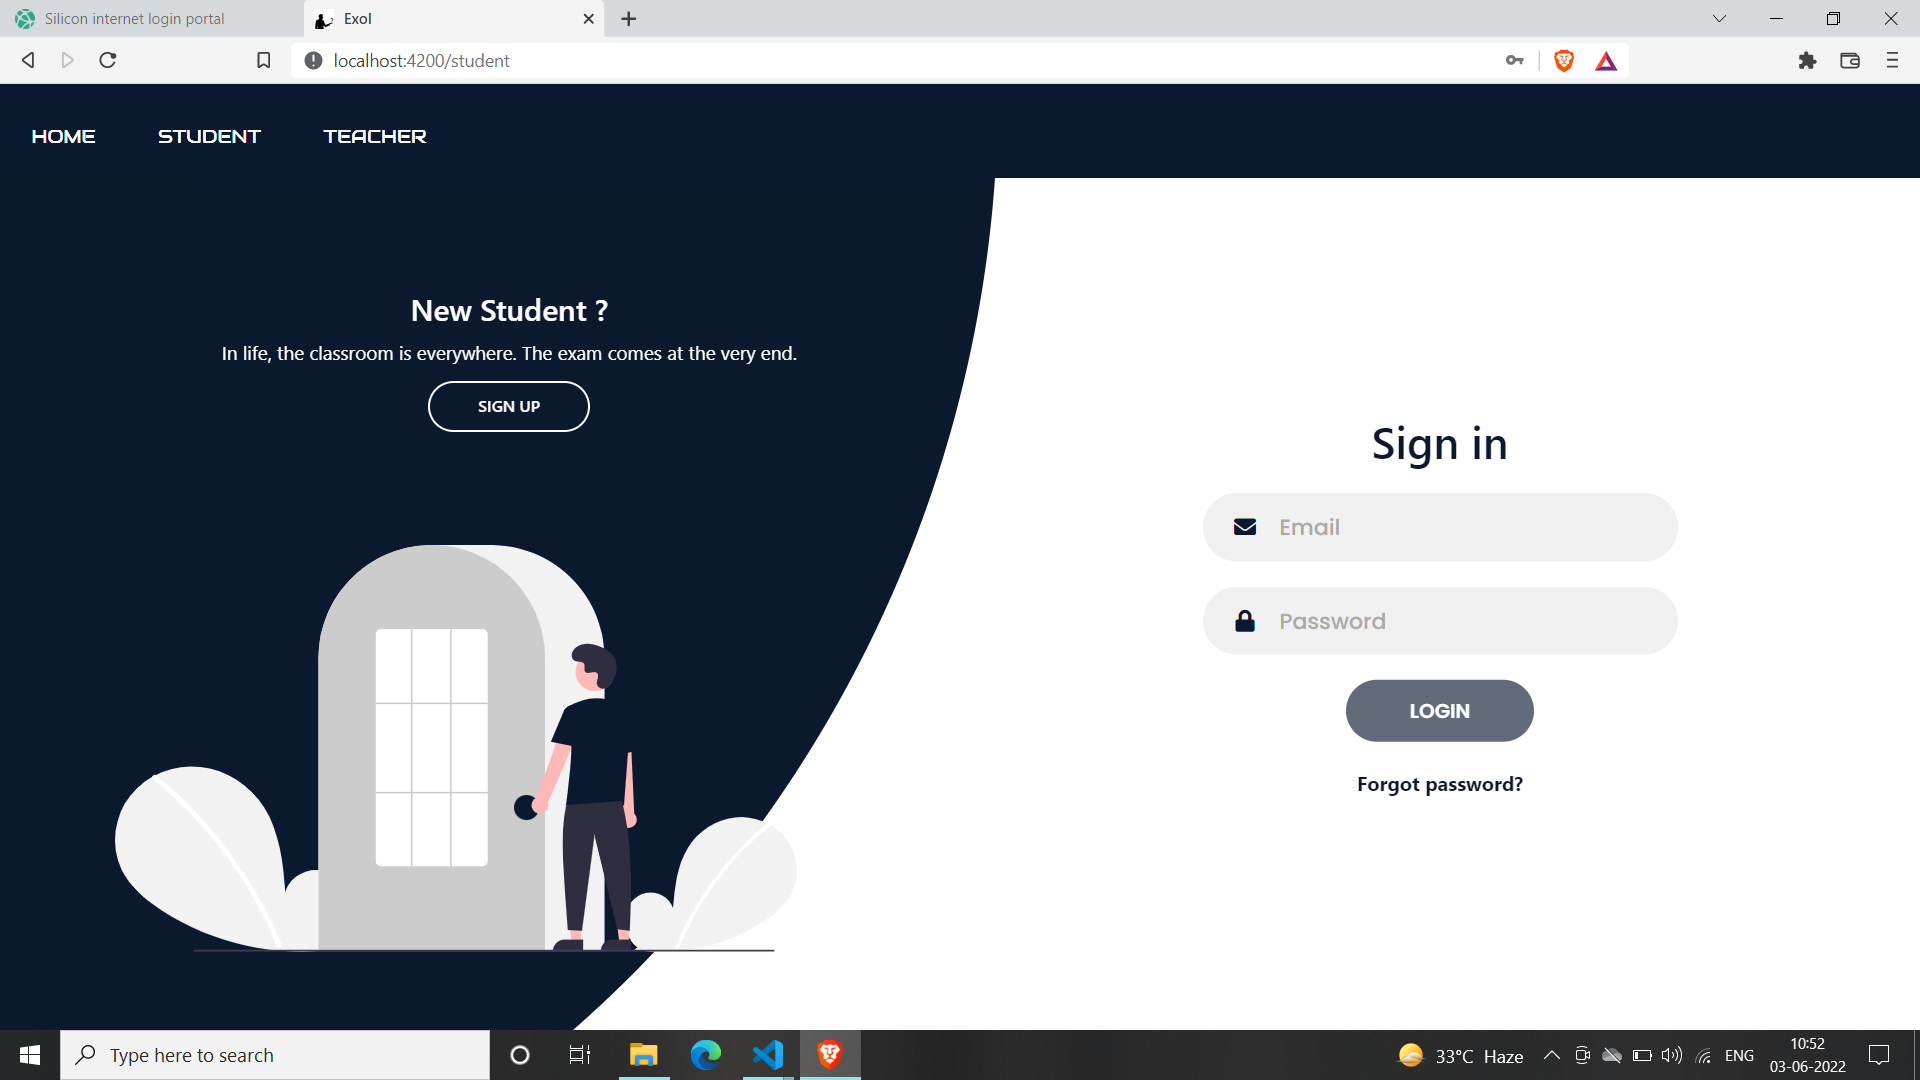 Silicon internet login portal
Exol
localhost:4200/student
HOME STUDENT TEACHER
New Student ?
In life, the classroom is everywhere. The exam comes at the very end.
SIGN UP
Sign in
Email
Password
LOGIN
Forgot password?
Type here to search
33°C Haze
ENG
10:52
03-06-2022